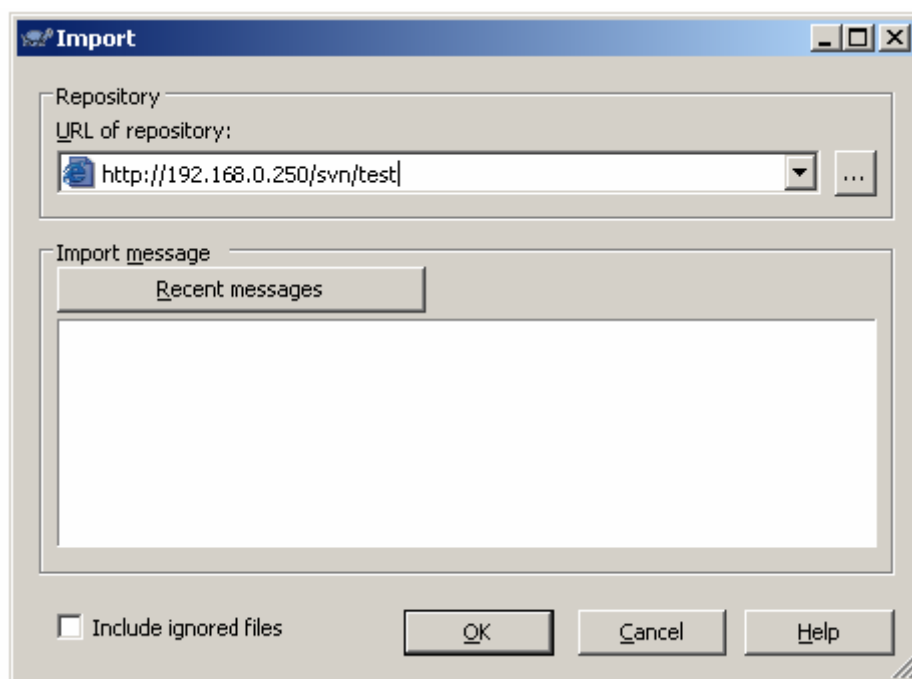 Import
Repository
URL of repository:
http://192.168.0.250/svn/test
...
Import message
Recent messages
Include ignored files
OK
Cancel
Help